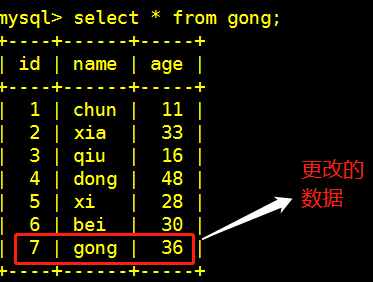 mysql> select * from gong;
+----+------+-----+
| id | name | age |
+----+------+-----+
| 1 | chun | 11 |
| 2 | xia | 33 |
| 3 | qiu | 16 |
| 4 | dong | 48 |
| 5 | xi | 28 |
| 6 | bei | 30 |
| 7 | gong | 36 |
+----+------+-----+
更改的
数据